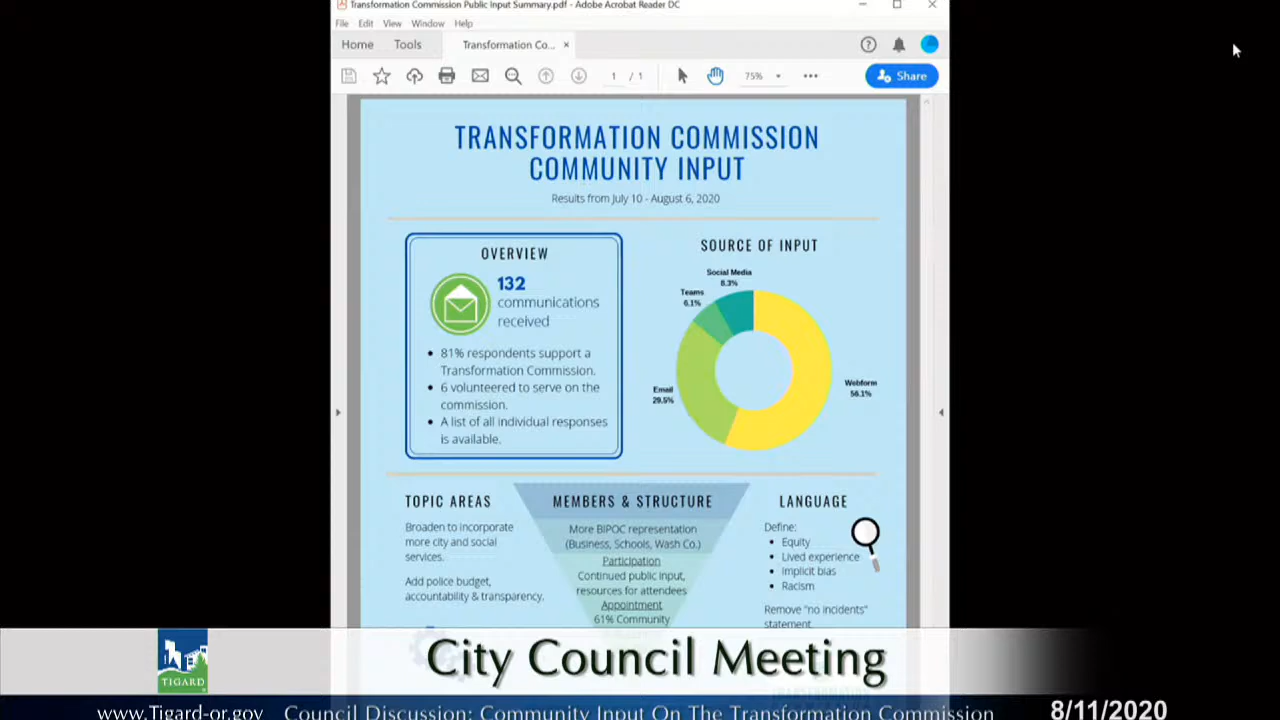 Transformation Commission Public Input Summary.pdf - Adobe Acrobat Reader DC
File Edit View Window Help
Home Tools Transformation Co... ×
1 / 1 75% Share
TRANSFORMATION COMMISSION
COMMUNITY INPUT
Results from July 10 - August 6, 2020
OVERVIEW
132
communications
received
• 81% respondents support a
Transformation Commission.
• 6 volunteered to serve on the
commission.
• A list of all individual responses
is available.
SOURCE OF INPUT
Social Media
8.3%
Teams
6.1%
Email
29.5%
Webform
56.1%
TOPIC AREAS
Broaden to incorporate
more city and social
services.
Add police budget,
accountability & transparency.
MEMBERS & STRUCTURE
More BIPOC representation
(Business, Schools, Wash Co.)
Participation
Continued public input,
resources for attendees
Appointment
61% Community
LANGUAGE
Define:
• Equity
• Lived experience
• Implicit bias
• Racism
Remove "no incidents"
statement.
TIGARD
City Council Meeting
www.Tigard-or.gov Council Discussion: Community Input On The Transformation Commission 8/11/2020